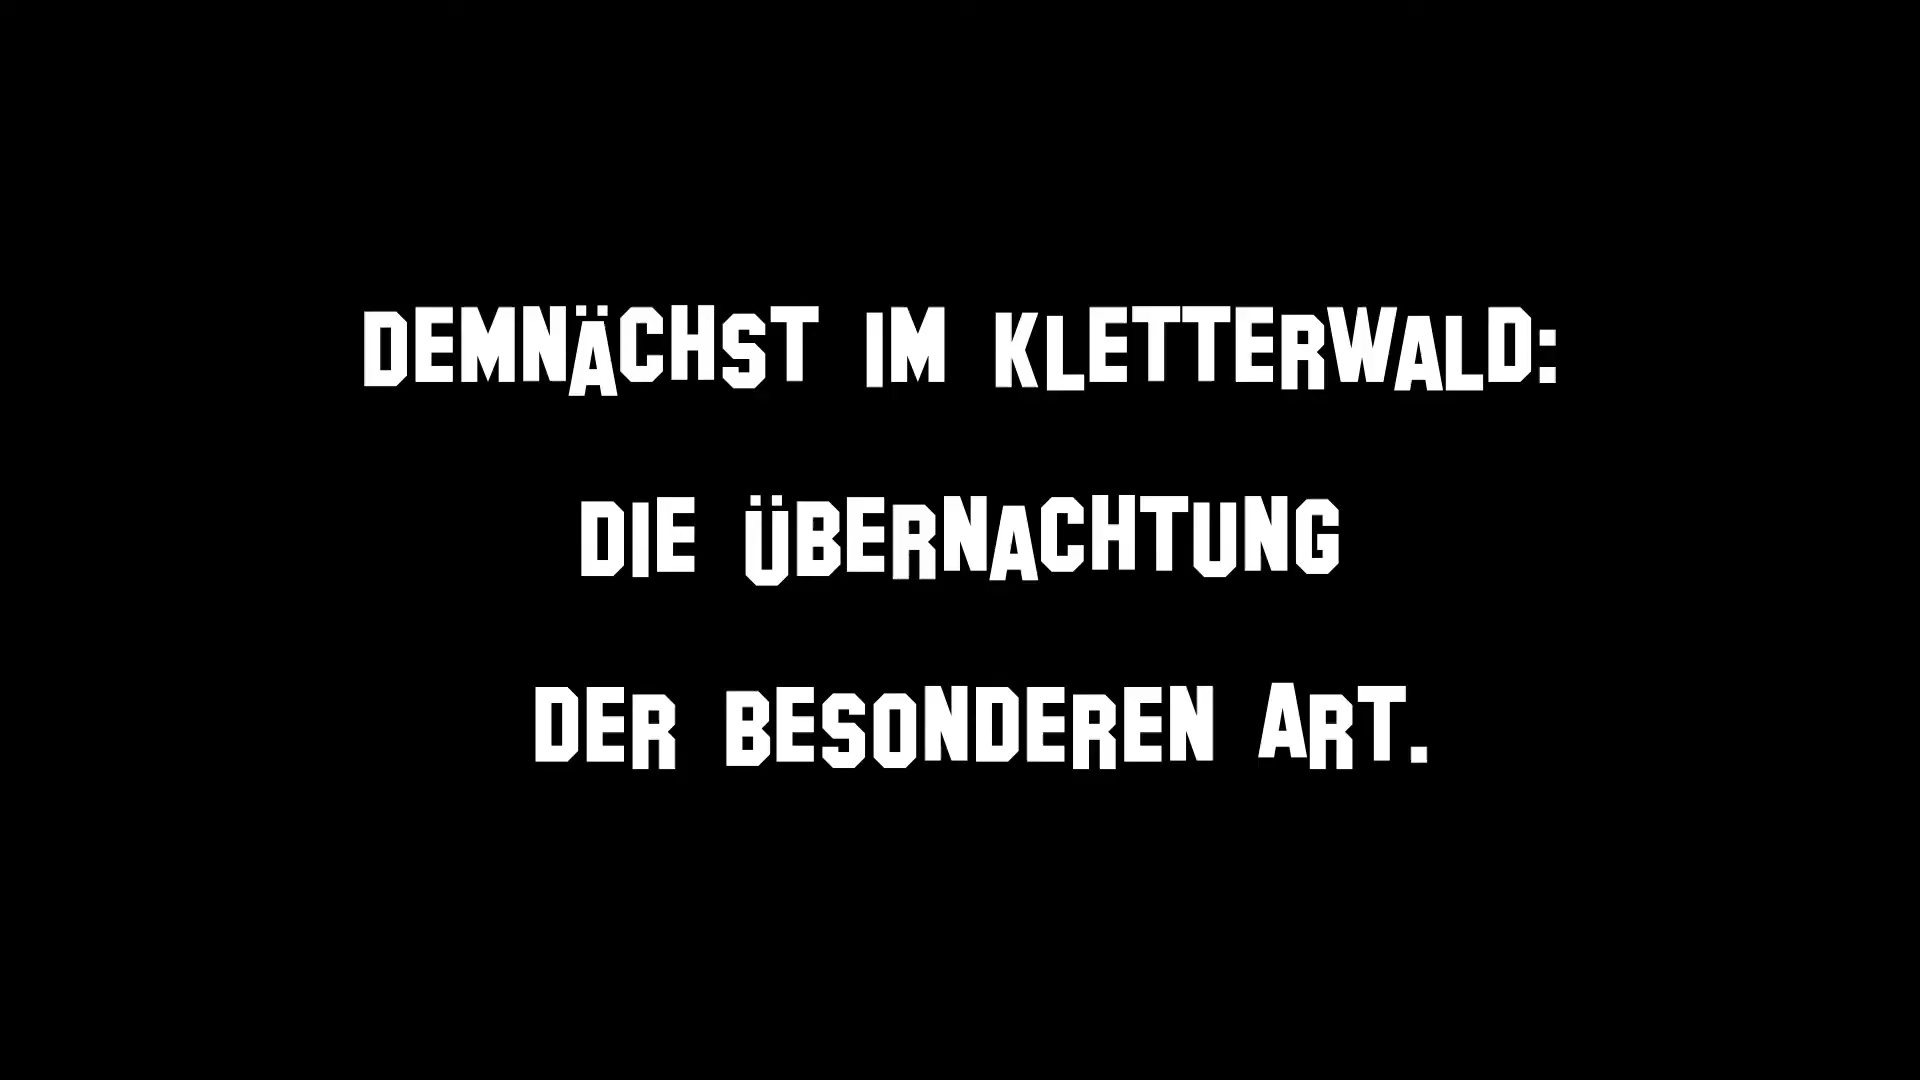 DEMNÄCHST IM KLETTERWALD:
DIE ÜBERNACHTUNG
DER BESONDEREN ART.